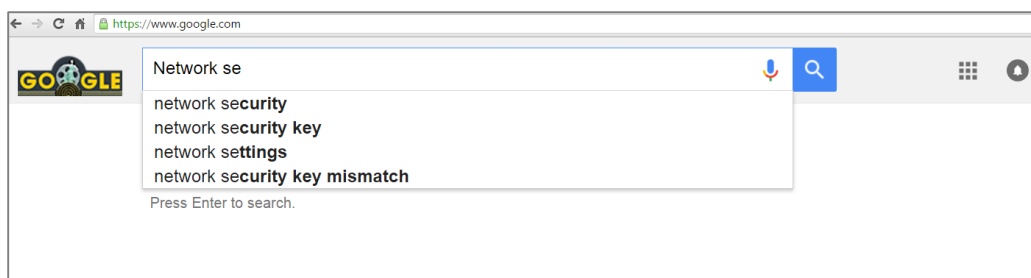 https://www.google.com
GOOGLE
Network se
network security
network security key
network settings
network security key mismatch
Press Enter to search.